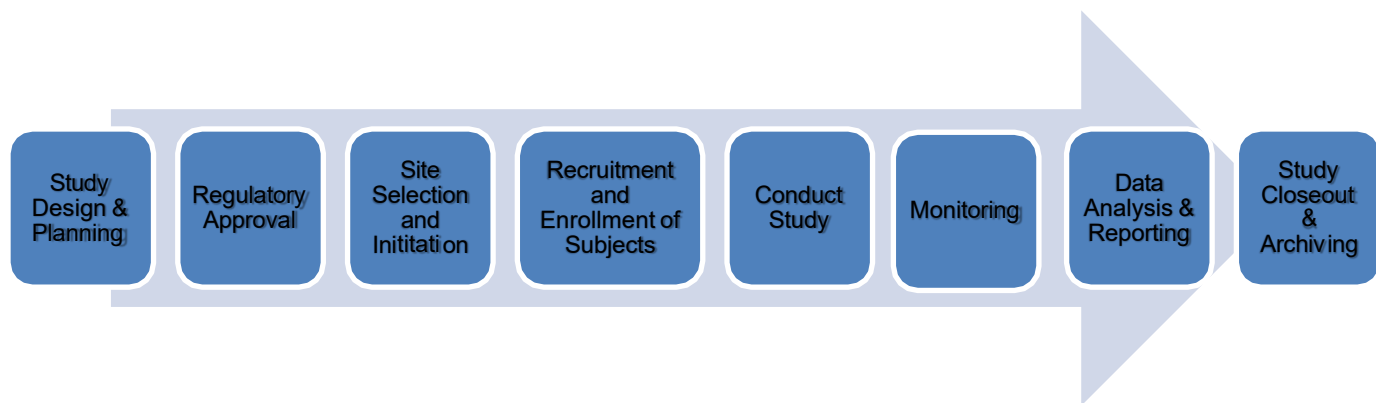 Study
Design &
Planning
Regulatory
Approval
Site
Selection
and
Inititation
Recruitment
and
Enrollment of
Subjects
Conduct
Study
Monitoring
Data
Analysis &
Reporting
Study
Closeout
&
Archiving